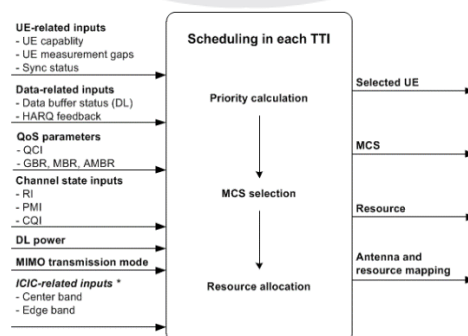 UE-related inputs
- UE capablity
- UE measurement gaps
- Sync status
Data-related inputs
- Data buffer status (DL)
- HARQ feedback
QoS parameters
- QCI
- GBR, MBR, AMBR
Channel state inputs
- RI
- PMI
- CQI
DL power
MIMO transmission mode
ICIC-related inputs *
- Center band
- Edge band
Scheduling in each TTI
Priority calculation
MCS selection
Resource allocation
Selected UE
MCS
Resource
Antenna and
resource mapping